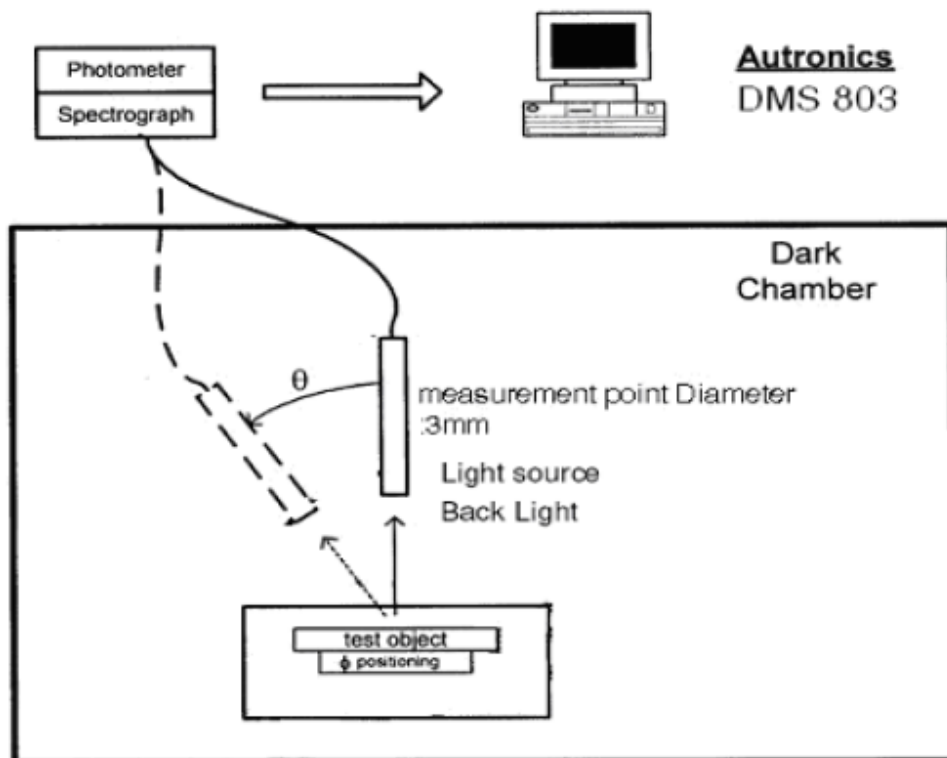 Photometer
Spectrograph
Autronics
DMS 803
Dark
Chamber
θ
measurement point Diameter
:3mm
Light source
Back Light
test object
ϕ positioning